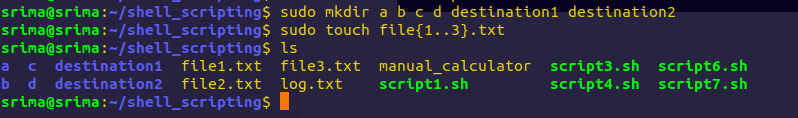 srima@srima:~/shell_scripting$ sudo mkdir a b c d destination1 destination2
srima@srima:~/shell_scripting$ sudo touch file{1..3}.txt
srima@srima:~/shell_scripting$ ls
a c destination1 file1.txt file3.txt manual_calculator script3.sh script6.sh
b d destination2 file2.txt log.txt script1.sh script4.sh script7.sh
srima@srima:~/shell_scripting$